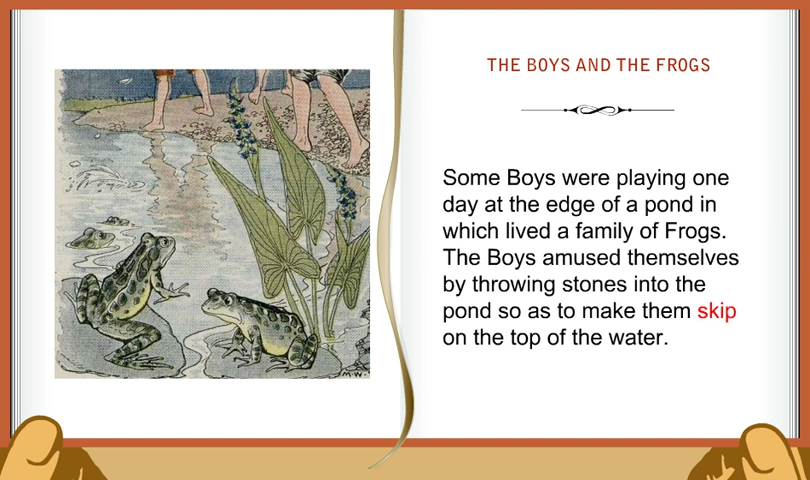 THE BOYS AND THE FROGS
Some Boys were playing one
day at the edge of a pond in
which lived a family of Frogs.
The Boys amused themselves
by throwing stones into the
pond so as to make them skip
on the top of the water.
M.W.